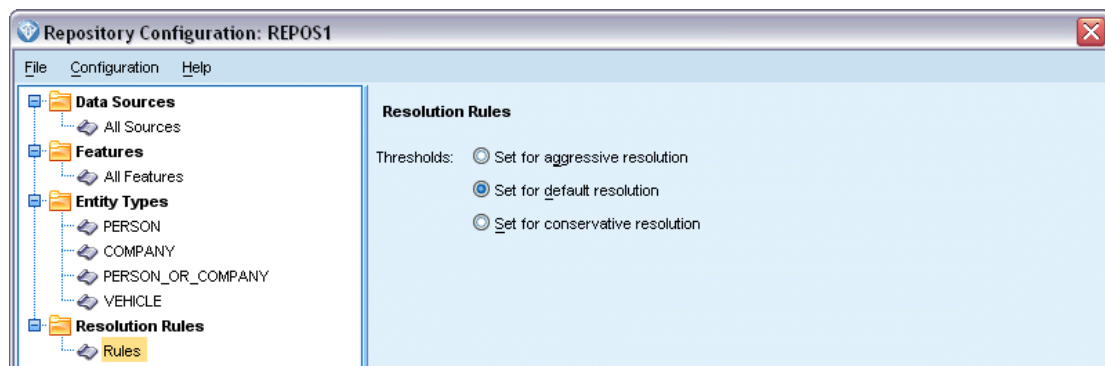 Repository Configuration: REPOS1
File Configuration Help
Data Sources
All Sources
Features
All Features
Entity Types
PERSON
COMPANY
PERSON_OR_COMPANY
VEHICLE
Resolution Rules
Rules
Resolution Rules
Thresholds: Set for aggressive resolution
Set for default resolution
Set for conservative resolution